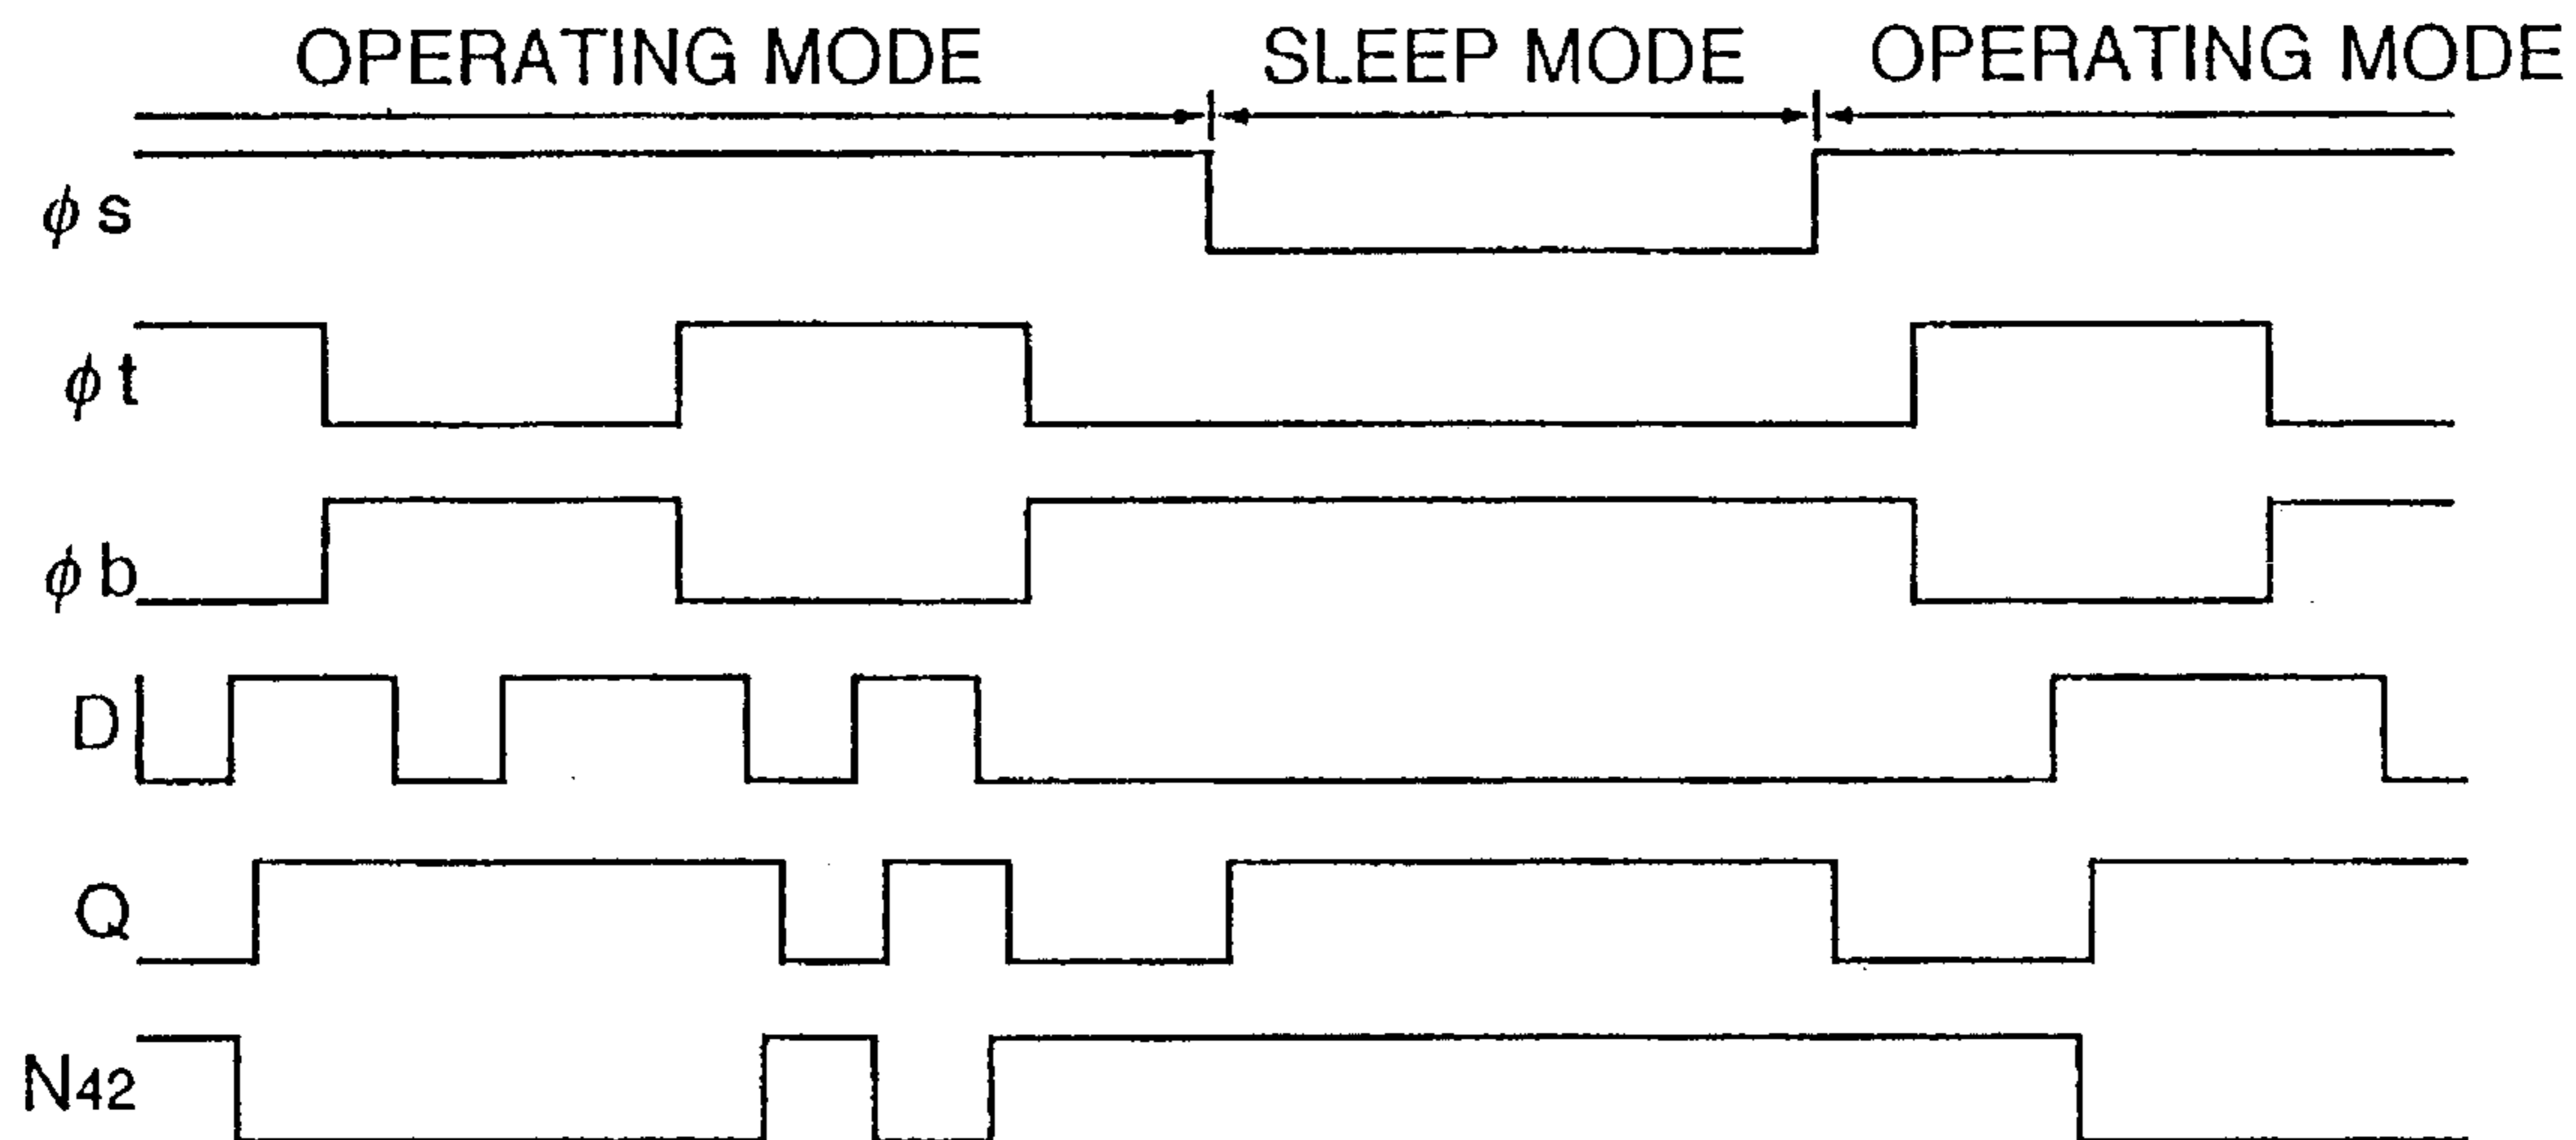 OPERATING MODE SLEEP MODE OPERATING MODE
φs
φt
φb
D
Q
N42